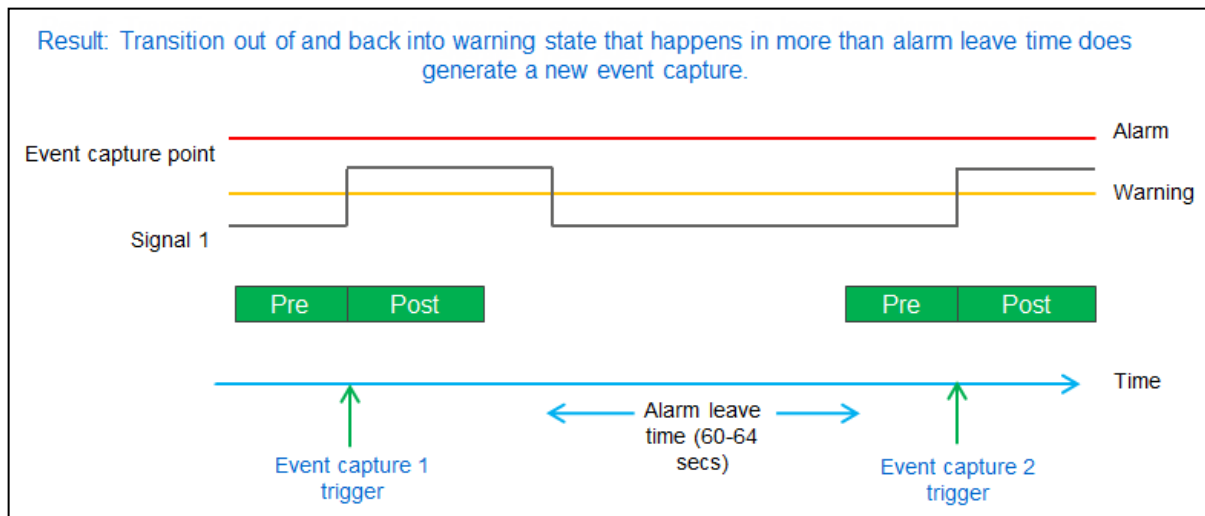 Result: Transition out of and back into warning state that happens in more than alarm leave time does
generate a new event capture.
Alarm
Event capture point
Warning
Signal 1
Pre Post Pre Post
Time
Alarm leave
time (60-64
secs)
Event capture 1
trigger
Event capture 2
trigger